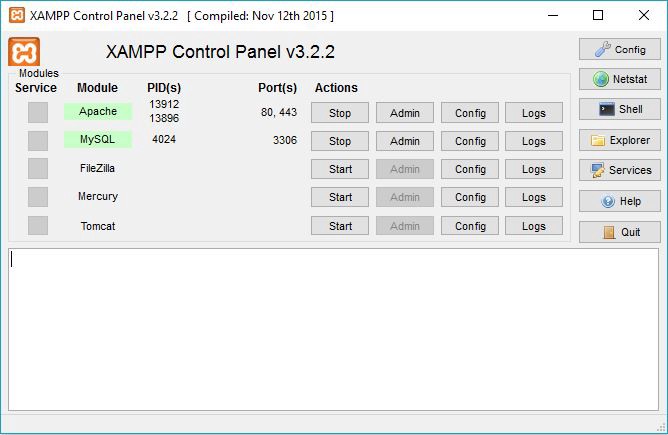 XAMPP Control Panel v3.2.2 [ Compiled: Nov 12th 2015 ]
XAMPP Control Panel v3.2.2
Config
Modules
Service Module PID(s) Port(s) Actions
Netstat
Apache 13912 13896 80, 443 Stop Admin Config Logs
Shell
MySQL 4024 3306 Stop Admin Config Logs
Explorer
FileZilla Start Admin Config Logs
Services
Mercury Start Admin Config Logs
Help
Tomcat Start Admin Config Logs
Quit